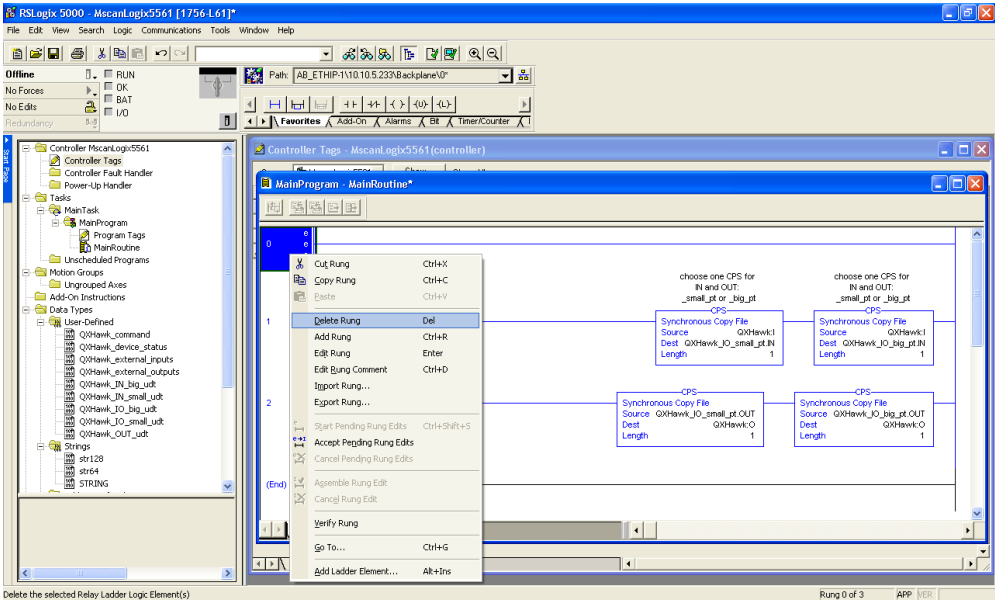 RSLogix 5000 - MscanLogix5561 [1756-L61]*
File Edit View Search Logic Communications Tools Window Help
Offline
RUN
No Forces
OK
No Edits
BAT
Redundancy
I/O
Path: AB_ETHIP-1\10.10.5.233\Backplane\0*
Favorites Add-On Alarms Bit Timer/Counter
Start Page
Controller MscanLogix5561
Controller Tags
Controller Fault Handler
Power-Up Handler
Tasks
MainTask
MainProgram
Program Tags
MainRoutine
Unscheduled Programs
Motion Groups
Ungrouped Axes
Add-On Instructions
Data Types
User-Defined
QXHawk_command
QXHawk_device_status
QXHawk_external_inputs
QXHawk_external_outputs
QXHawk_IN_big_udt
QXHawk_IN_small_udt
QXHawk_IO_big_udt
QXHawk_IO_small_udt
QXHawk_OUT_udt
Strings
str128
str64
STRING
Controller Tags - MscanLogix5561(controller)
MainProgram - MainRoutine*
0
e
e
Cut Rung Ctrl+X
Copy Rung Ctrl+C
Paste Ctrl+V
Delete Rung Del
Add Rung Ctrl+R
Edit Rung Enter
Edit Rung Comment Ctrl+D
Import Rung...
Export Rung...
Start Pending Rung Edits Ctrl+Shift+S
Accept Pending Rung Edits
Cancel Pending Rung Edits
Assemble Rung Edit
Cancel Rung Edit
Verify Rung
Go To... Ctrl+G
Add Ladder Element... Alt+Ins
1
choose one CPS for
IN and OUT:
_small_pt or _big_pt
CPS
Synchronous Copy File
Source QXHawk:I
Dest QXHawk_IO_small_pt.IN
Length 1
choose one CPS for
IN and OUT:
_small_pt or _big_pt
CPS
Synchronous Copy File
Source QXHawk:I
Dest QXHawk_IO_big_pt.IN
Length 1
2
CPS
Synchronous Copy File
Source QXHawk_IO_small_pt.OUT
Dest QXHawk:O
Length 1
CPS
Synchronous Copy File
Source QXHawk_IO_big_pt.OUT
Dest QXHawk:O
Length 1
(End)
Delete the selected Relay Ladder Logic Element(s)
Rung 0 of 3 APP VER